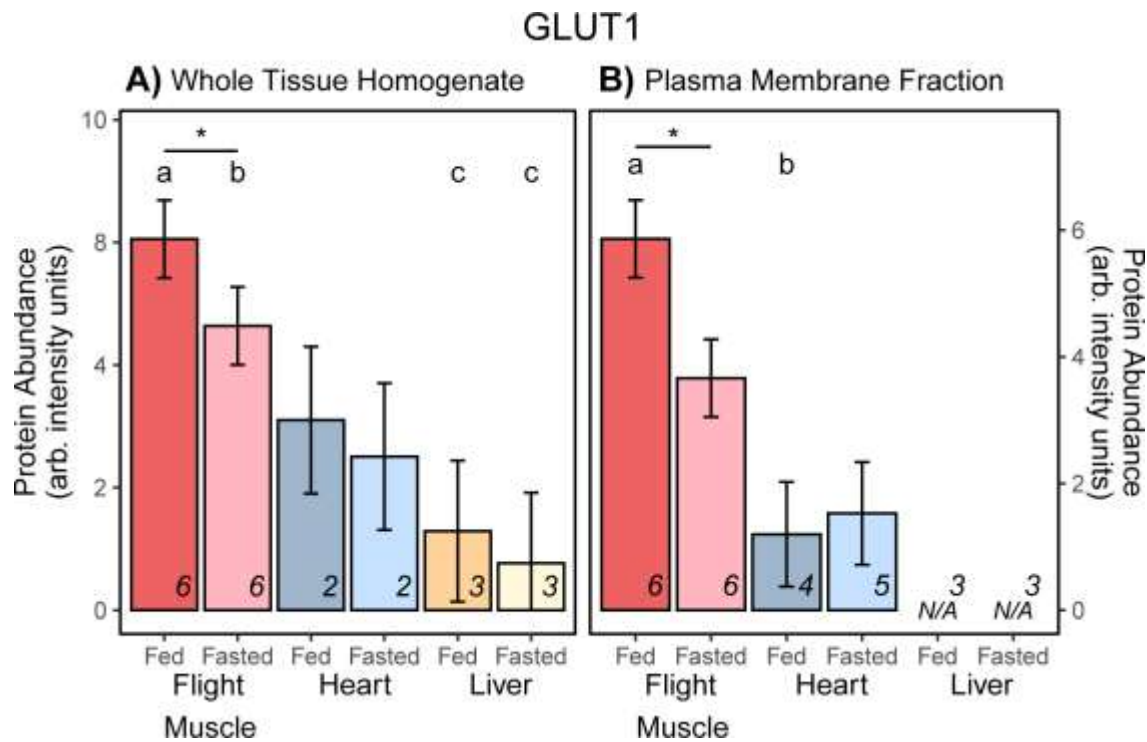 GLUT1
A) Whole Tissue Homogenate
B) Plasma Membrane Fraction
Protein Abundance
(arb. intensity units)
10
8
4
2
0
*
a
b
c
c
6
6
2
2
3
3
Fed
Fasted
Fed
Fasted
Fed
Fasted
Flight
Muscle
Heart
Liver
*
a
b
6
6
4
5
3
N/A
3
N/A
Fed
Fasted
Fed
Fasted
Fed
Fasted
Flight
Muscle
Heart
Liver
6
4
2
0
Protein Abundance
(arb. intensity units)